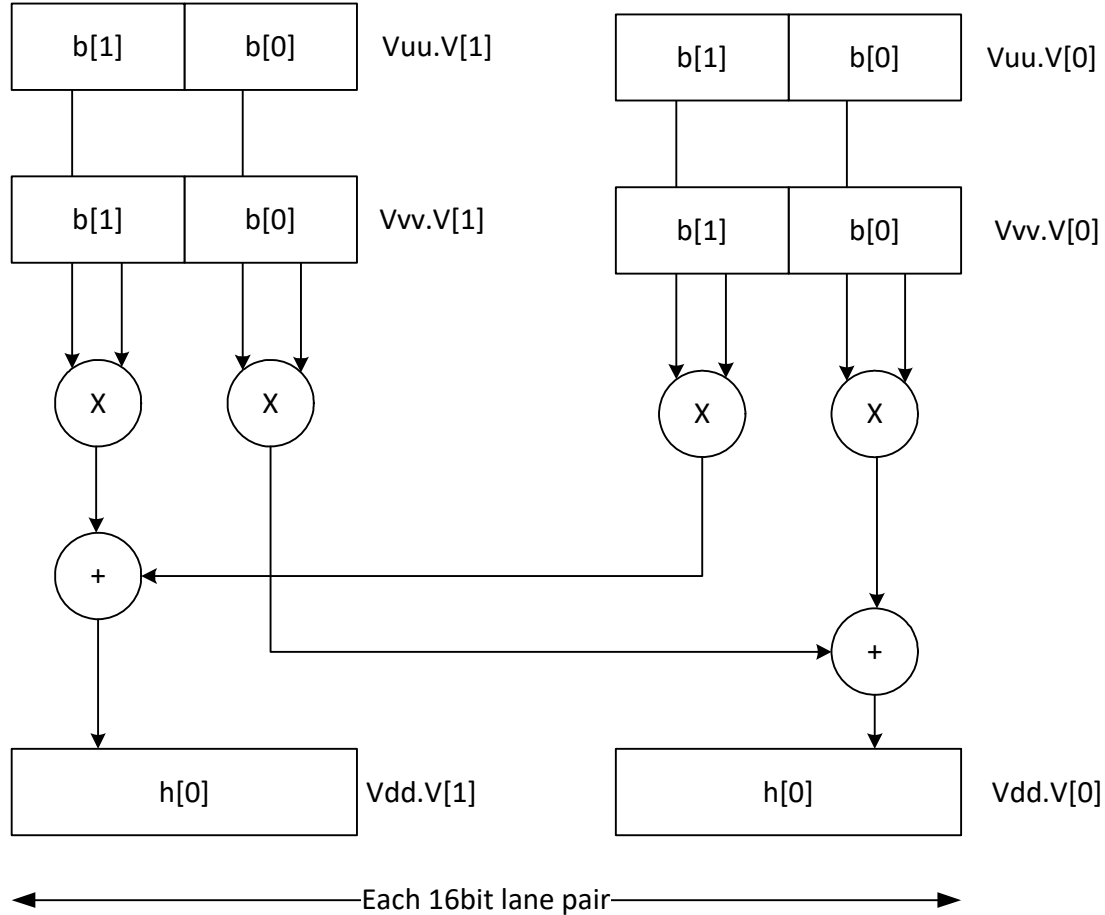 b[1] b[0] Vuu.V[1]
b[1] b[0] Vuu.V[0]
b[1] b[0] Vvv.V[1]
b[1] b[0] Vvv.V[0]
X X
X X
+
+
h[0] Vdd.V[1]
h[0] Vdd.V[0]
Each 16bit lane pair